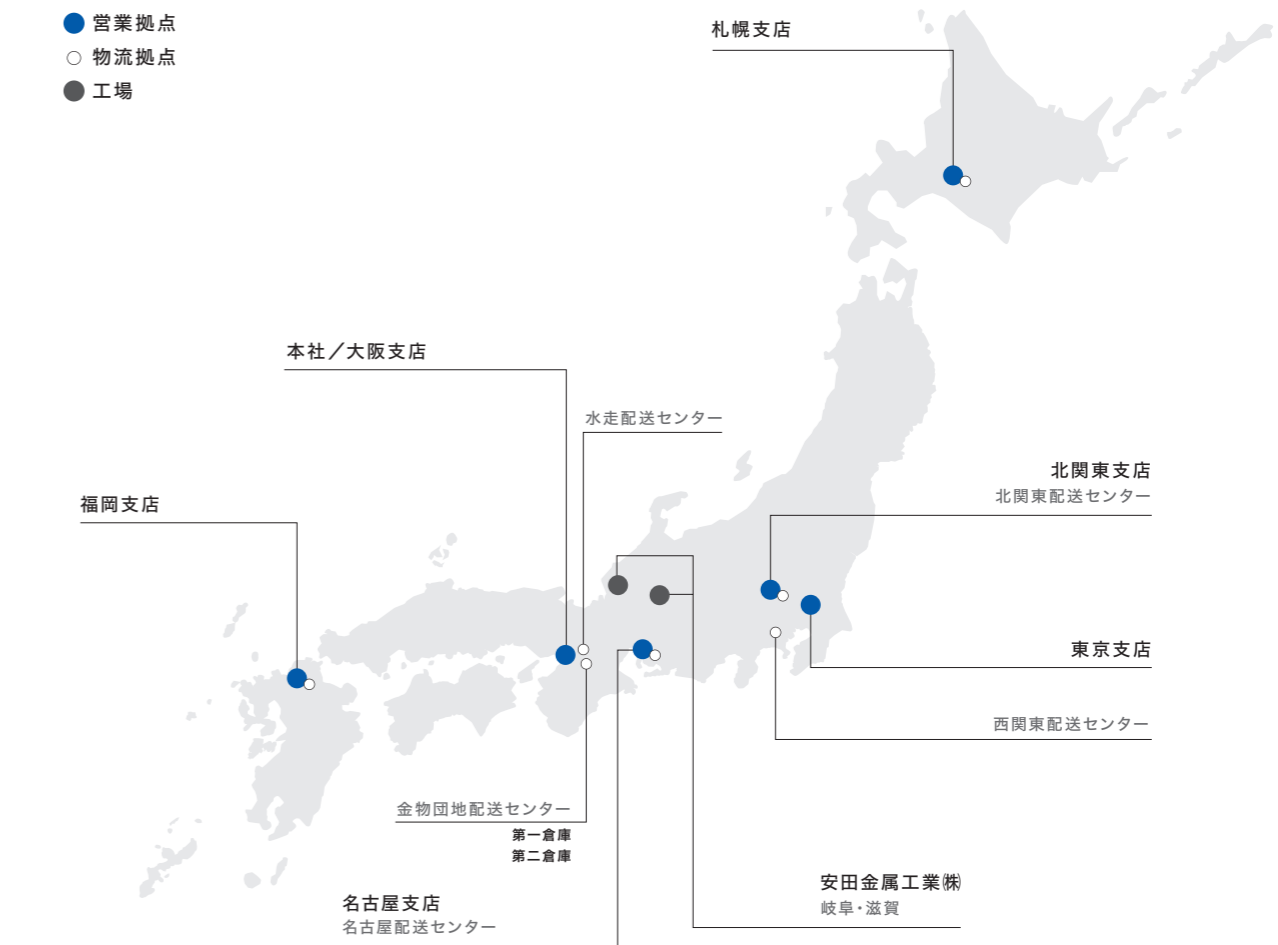 営業拠点
物流拠点
工場
札幌支店
本社／大阪支店
水走配送センター
北関東支店
北関東配送センター
福岡支店
東京支店
西関東配送センター
金物団地配送センター
第一倉庫
第二倉庫
安田金属工業㈱
岐阜・滋賀
名古屋支店
名古屋配送センター